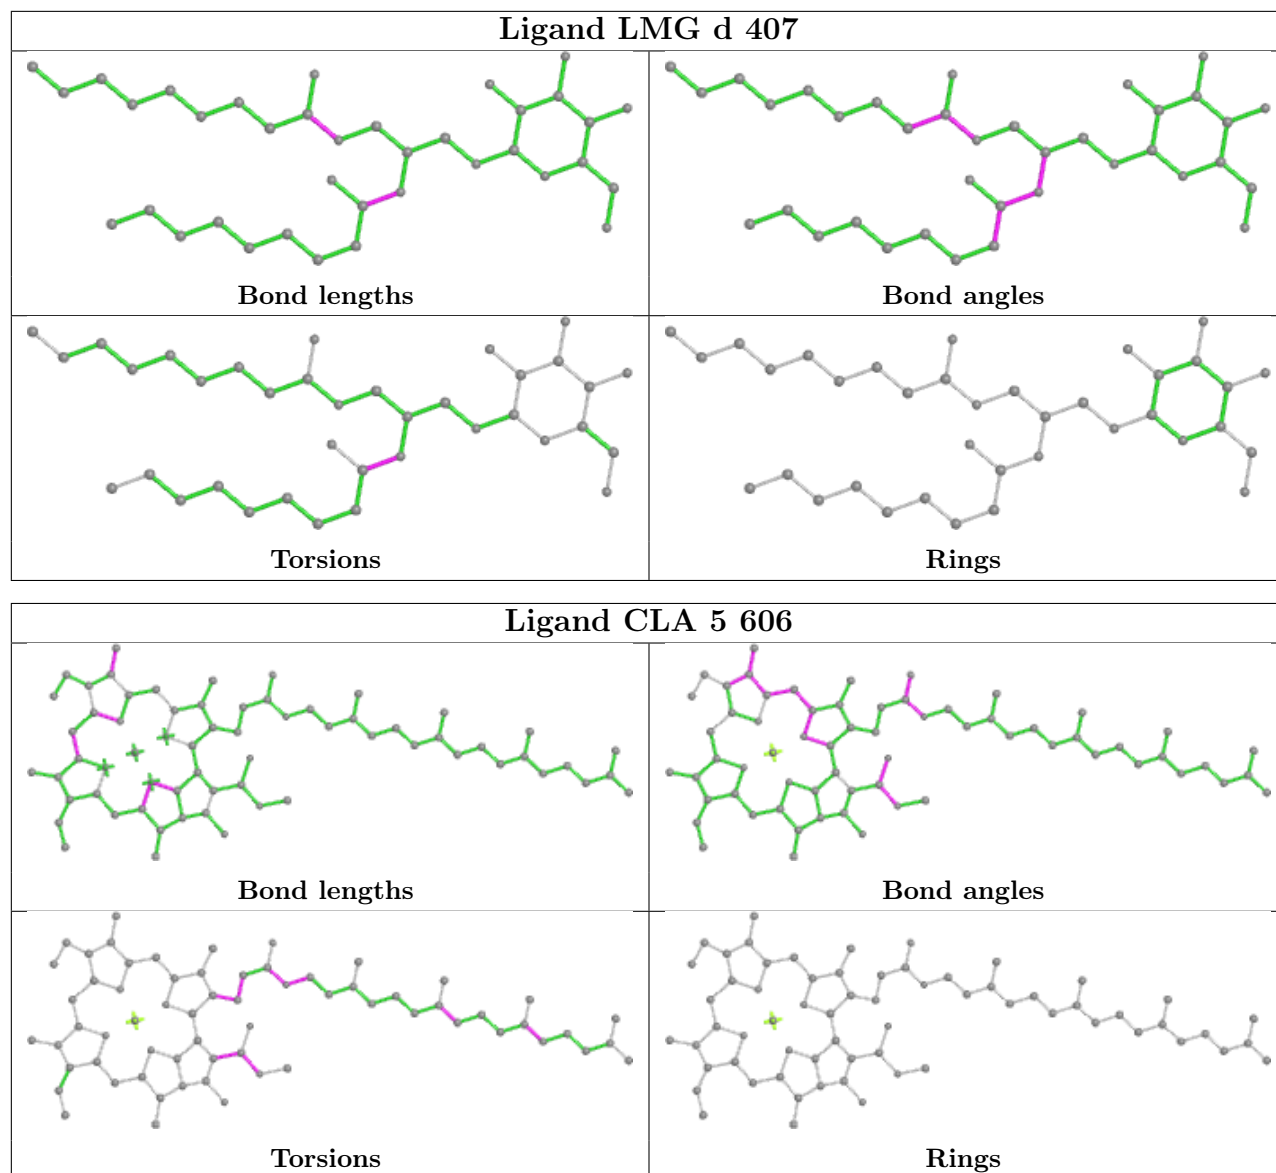 Ligand LMG d 407
Bond lengths
Bond angles
Torsions
Rings
Ligand CLA 5 606
Bond lengths
Bond angles
Torsions
Rings